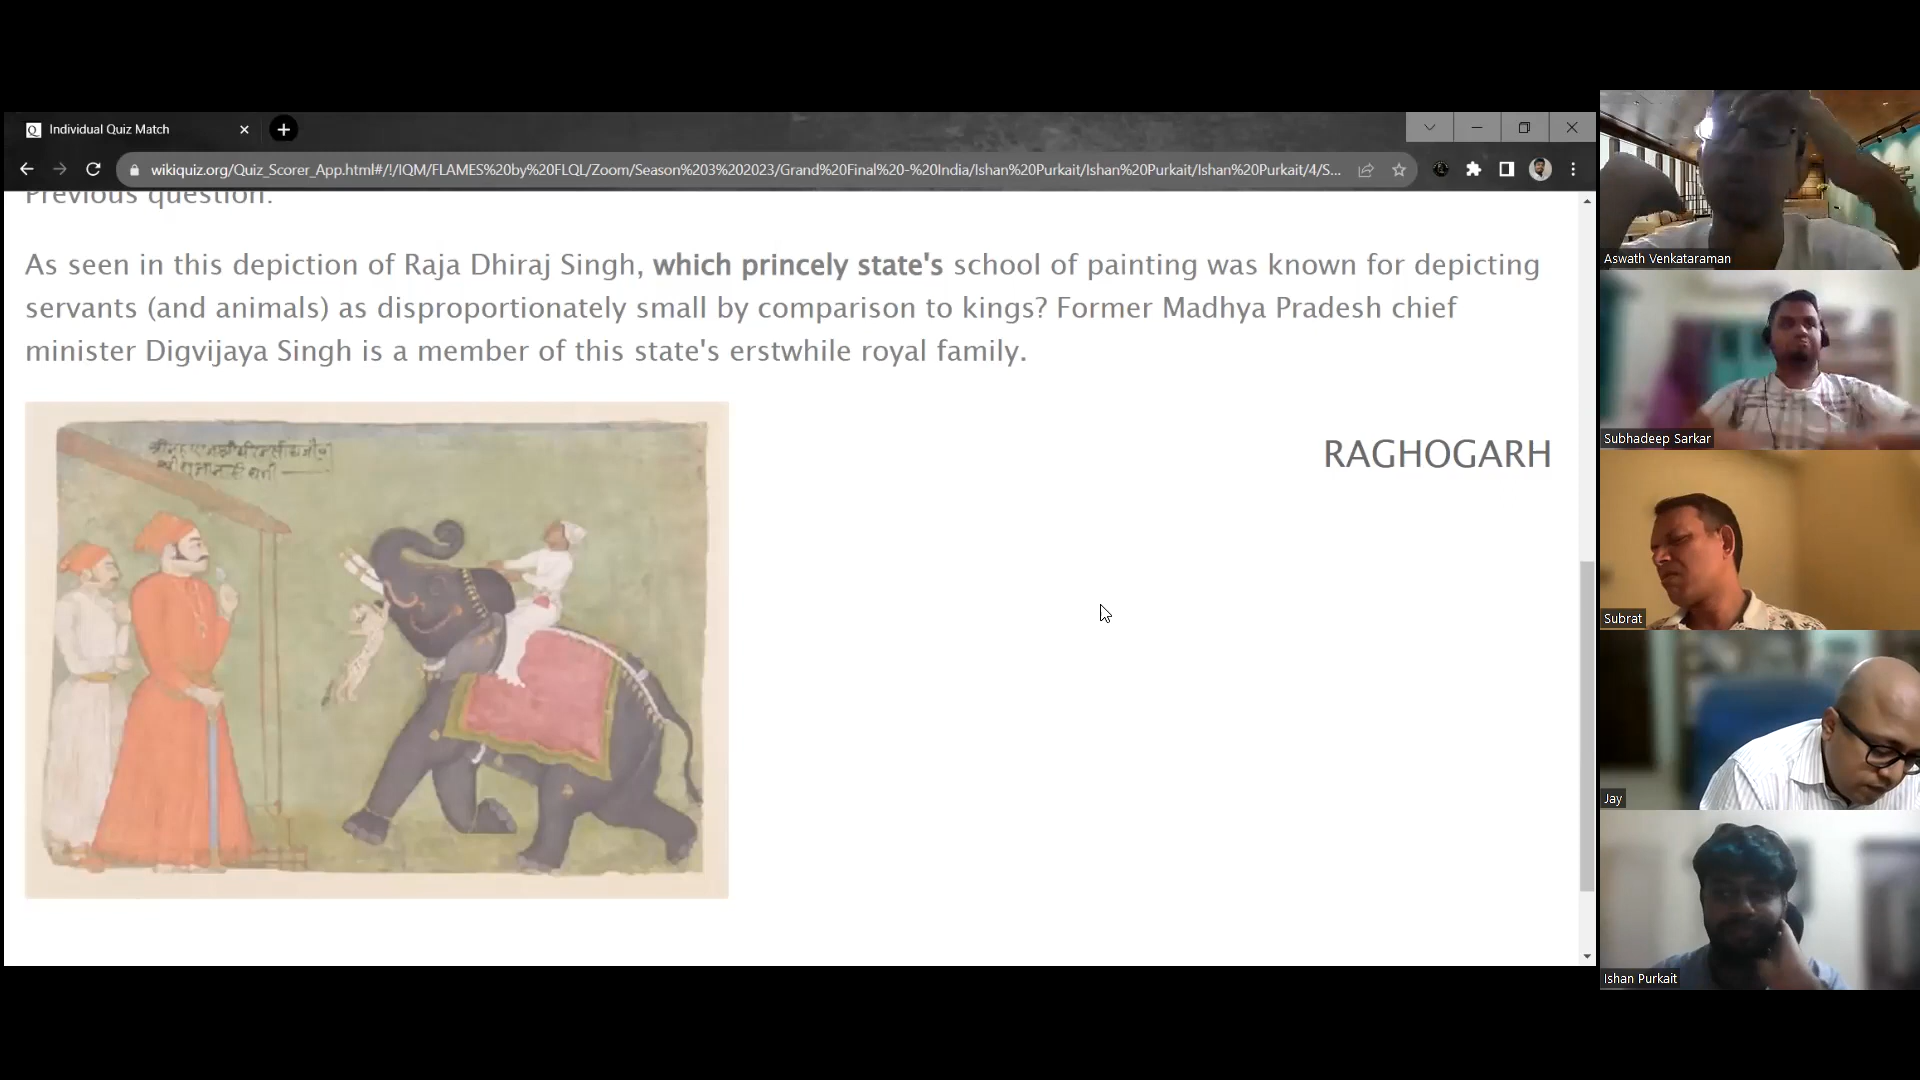 Individual Quiz Match
wikiquiz.org/Quiz_Scorer_App.html#/!/IQM/FLAMES%20by%20FLQL/Zoom/Season%203%202023/Grand%20Final%20-%20India/Ishan%20Purkait/Ishan%20Purkait/Ishan%20Purkait/4/S...
Previous question:
As seen in this depiction of Raja Dhiraj Singh, which princely state's school of painting was known for depicting
servants (and animals) as disproportionately small by comparison to kings? Former Madhya Pradesh chief
minister Digvijaya Singh is a member of this state's erstwhile royal family.
RAGHOGARH
Aswath Venkataraman
Subhadeep Sarkar
Subrat
Jay
Ishan Purkait